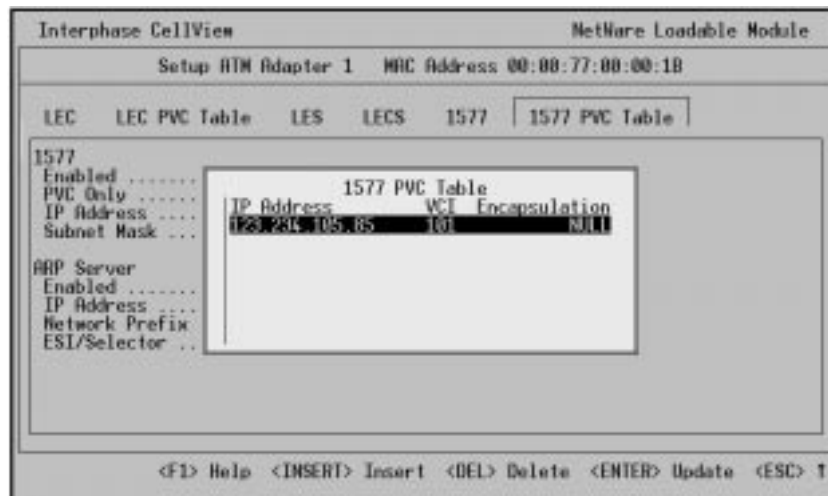 Interphase CellView NetWare Loadable Module
Setup ATM Adapter 1 MAC Address 00:00:77:00:00:1B
LEC LEC PVC Table LES LECS 1577 1577 PVC Table
1577
Enabled .......
PVC Only ......
IP Address ....
Subnet Mask ...
ARP Server
Enabled .......
IP Address ....
Network Prefix
ESI/Selector ..
1577 PVC Table
IP Address VCI Encapsulation
123.234.105.85 101 NULL
<F1> Help <INSERT> Insert <DEL> Delete <ENTER> Update <ESC> ↑